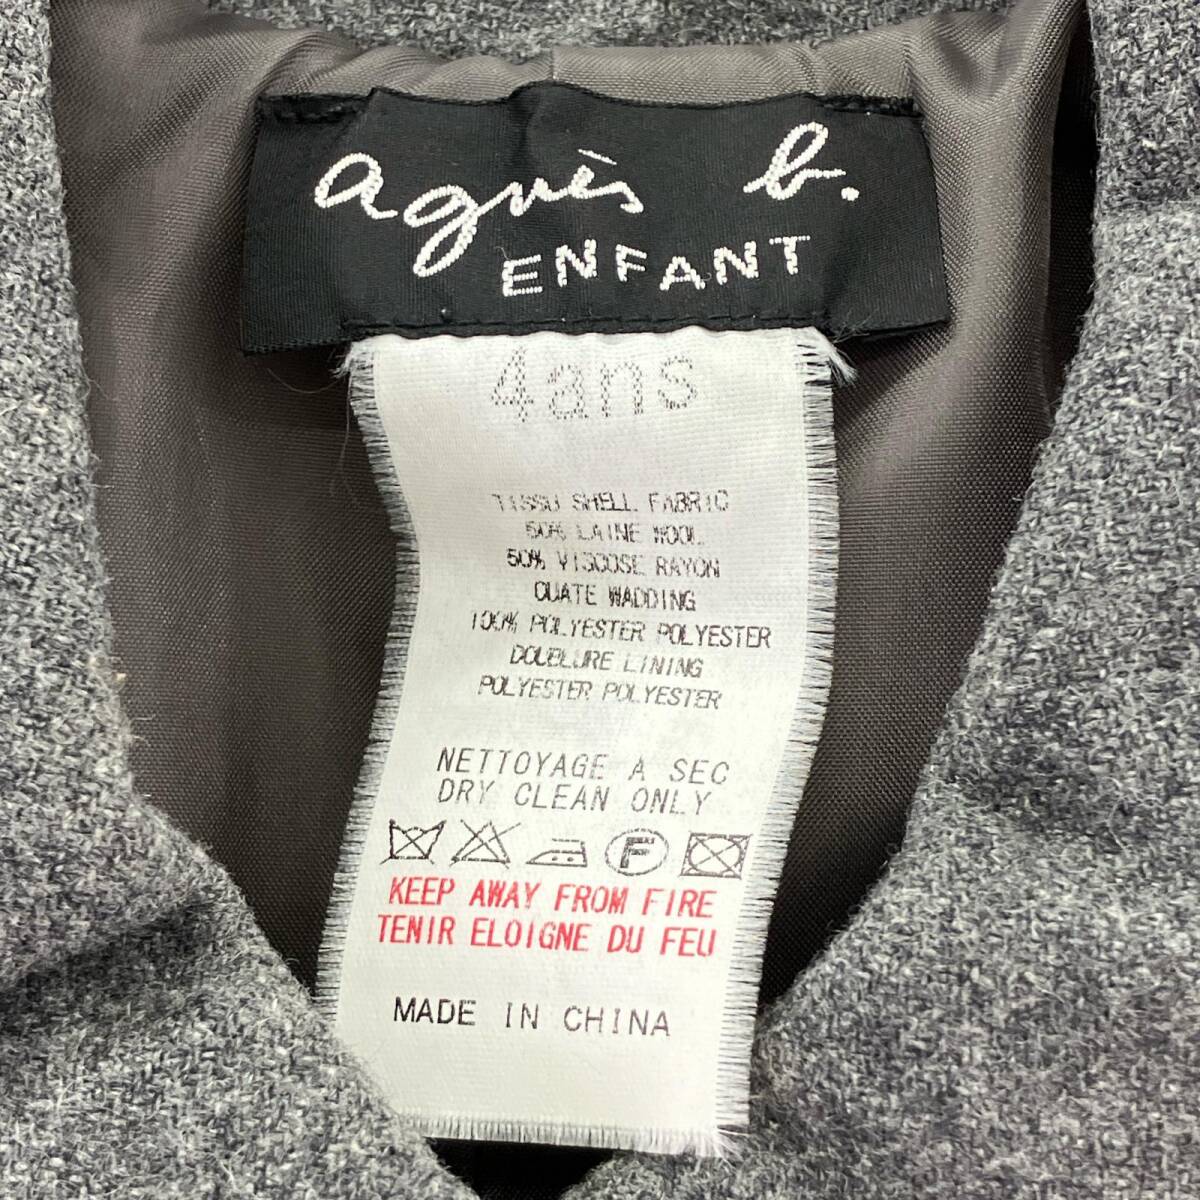 agnès b.
ENFANT
4ans
TISSU SHELL FABRIC
50% LAINE WOOL
50% VISCOSE RAYON
OUATE WADDING
100% POLYESTER POLYESTER
DOUBLURE LINING
POLYESTER POLYESTER
NETTOYAGE A SEC
DRY CLEAN ONLY
F
KEEP AWAY FROM FIRE
TENIR ELOIGNE DU FEU
MADE IN CHINA